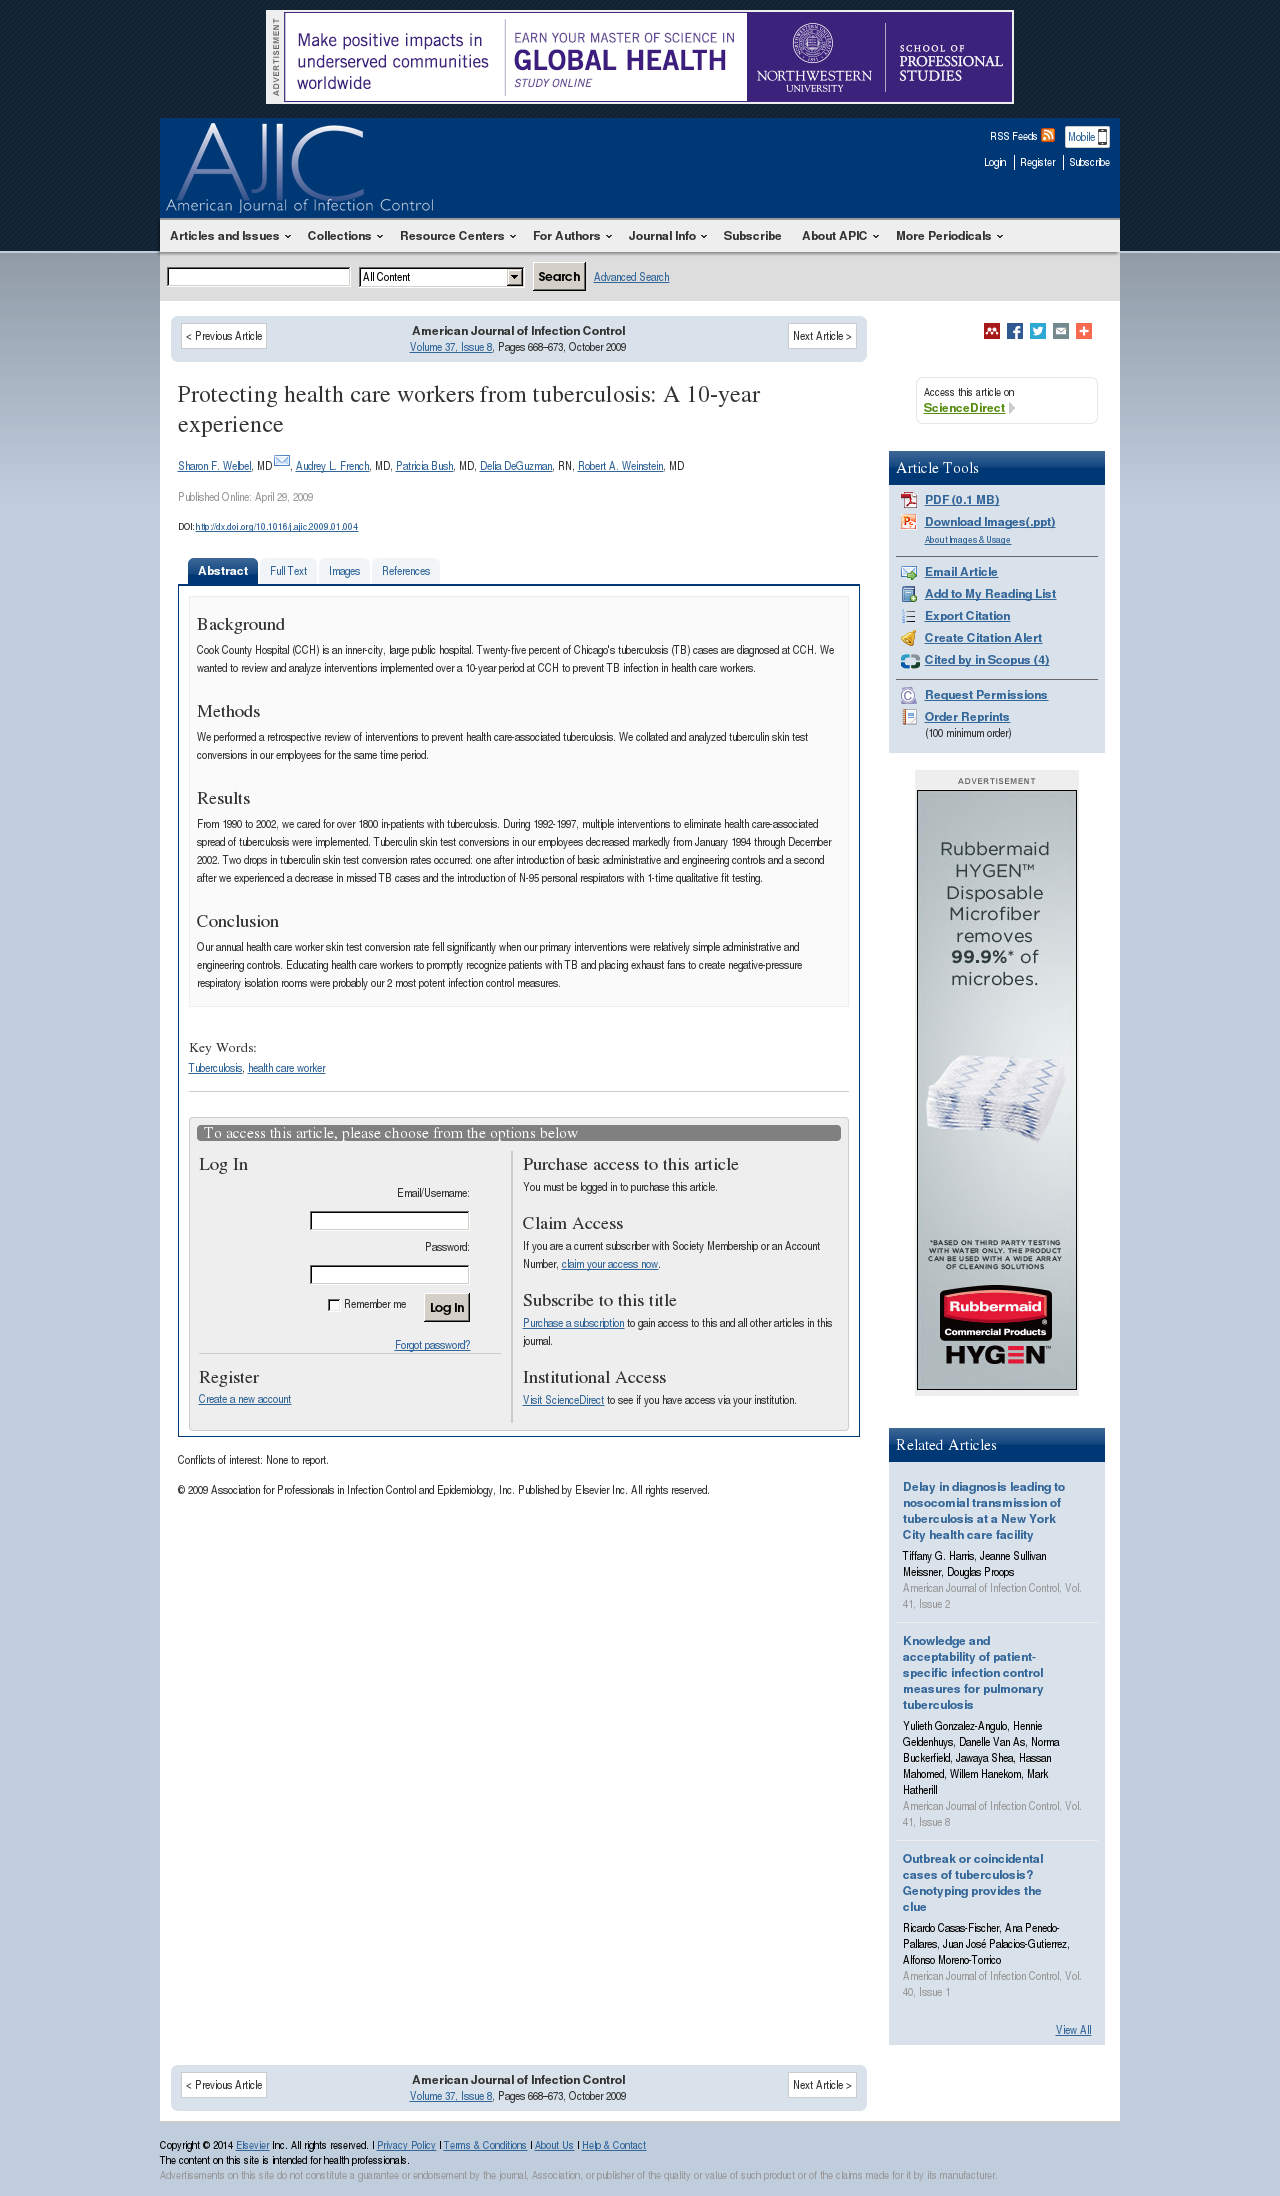 ADVERTISEMENT
Make positive impacts in
underserved communities
worldwide
EARN YOUR MASTER OF SCIENCE IN
GLOBAL HEALTH
STUDY ONLINE
NORTHWESTERN
UNIVERSITY
SCHOOL OF
PROFESSIONAL
STUDIES
AJIC
American Journal of Infection Control
RSS Feeds
Mobile
Login
Register
Subscribe
Articles and Issues
Collections
Resource Centers
For Authors
Journal Info
Subscribe
About APIC
More Periodicals
All Content
Search
Advanced Search
< Previous Article
American Journal of Infection Control
Volume 37, Issue 8, Pages 668–673, October 2009
Next Article >
Protecting health care workers from tuberculosis: A 10-year
experience
Sharon F. Welbel, MD, Audrey L. French, MD, Patricia Bush, MD, Delia DeGuzman, RN, Robert A. Weinstein, MD
Published Online: April 29, 2009
DOI: http://dx.doi.org/10.1016/j.ajic.2009.01.004
Abstract
Full Text
Images
References
Background
Cook County Hospital (CCH) is an inner-city, large public hospital. Twenty-five percent of Chicago's tuberculosis (TB) cases are diagnosed at CCH. We
wanted to review and analyze interventions implemented over a 10-year period at CCH to prevent TB infection in health care workers.
Methods
We performed a retrospective review of interventions to prevent health care-associated tuberculosis. We collated and analyzed tuberculin skin test
conversions in our employees for the same time period.
Results
From 1990 to 2002, we cared for over 1800 in-patients with tuberculosis. During 1992-1997, multiple interventions to eliminate health care-associated
spread of tuberculosis were implemented. Tuberculin skin test conversions in our employees decreased markedly from January 1994 through December
2002. Two drops in tuberculin skin test conversion rates occurred: one after introduction of basic administrative and engineering controls and a second
after we experienced a decrease in missed TB cases and the introduction of N-95 personal respirators with 1-time qualitative fit testing.
Conclusion
Our annual health care worker skin test conversion rate fell significantly when our primary interventions were relatively simple administrative and
engineering controls. Educating health care workers to promptly recognize patients with TB and placing exhaust fans to create negative-pressure
respiratory isolation rooms were probably our 2 most potent infection control measures.
Key Words:
Tuberculosis, health care worker
To access this article, please choose from the options below
Log In
Email/Username:
Password:
Remember me
Log In
Forgot password?
Register
Create a new account
Purchase access to this article
You must be logged in to purchase this article.
Claim Access
If you are a current subscriber with Society Membership or an Account
Number, claim your access now.
Subscribe to this title
Purchase a subscription to gain access to this and all other articles in this
journal.
Institutional Access
Visit ScienceDirect to see if you have access via your institution.
Conflicts of interest: None to report.
© 2009 Association for Professionals in Infection Control and Epidemiology, Inc. Published by Elsevier Inc. All rights reserved.
Access this article on
ScienceDirect
Article Tools
PDF (0.1 MB)
Download Images(.ppt)
About Images & Usage
Email Article
Add to My Reading List
Export Citation
Create Citation Alert
Cited by in Scopus (4)
Request Permissions
Order Reprints
(100 minimum order)
ADVERTISEMENT
Rubbermaid
HYGEN™
Disposable
Microfiber
removes
99.9%* of
microbes.
*BASED ON THIRD PARTY TESTING
WITH WATER ONLY. THE PRODUCT
CAN BE USED WITH A WIDE ARRAY
OF CLEANING SOLUTIONS
Rubbermaid
Commercial Products
HYGEN™
Related Articles
Delay in diagnosis leading to
nosocomial transmission of
tuberculosis at a New York
City health care facility
Tiffany G. Harris, Jeanne Sullivan
Meissner, Douglas Proops
American Journal of Infection Control, Vol.
41, Issue 2
Knowledge and
acceptability of patient-
specific infection control
measures for pulmonary
tuberculosis
Yulieth Gonzalez-Angulo, Hennie
Geldenhuys, Danelle Van As, Norma
Buckerfield, Jawaya Shea, Hassan
Mahomed, Willem Hanekom, Mark
Hatherill
American Journal of Infection Control, Vol.
41, Issue 8
Outbreak or coincidental
cases of tuberculosis?
Genotyping provides the
clue
Ricardo Casas-Fischer, Ana Penedo-
Pallares, Juan José Palacios-Gutierrez,
Alfonso Moreno-Torrico
American Journal of Infection Control, Vol.
40, Issue 1
View All
< Previous Article
American Journal of Infection Control
Volume 37, Issue 8, Pages 668–673, October 2009
Next Article >
Copyright © 2014 Elsevier Inc. All rights reserved. | Privacy Policy | Terms & Conditions | About Us | Help & Contact
The content on this site is intended for health professionals.
Advertisements on this site do not constitute a guarantee or endorsement by the journal, Association, or publisher of the quality or value of such product or of the claims made for it by its manufacturer.